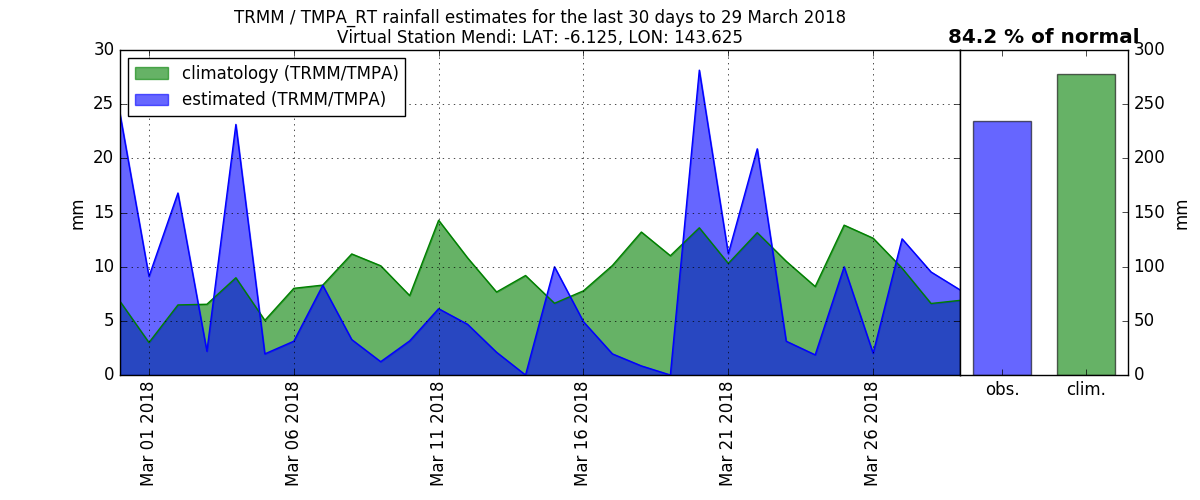 TRMM / TMPA_RT rainfall estimates for the last 30 days to 29 March 2018
Virtual Station Mendi: LAT: -6.125, LON: 143.625
84.2 % of normal
climatology (TRMM/TMPA)
estimated (TRMM/TMPA)
30
25
20
15
10
5
0
mm
300
250
200
150
100
50
0
mm
Mar 01 2018
Mar 06 2018
Mar 11 2018
Mar 16 2018
Mar 21 2018
Mar 26 2018
obs.
clim.